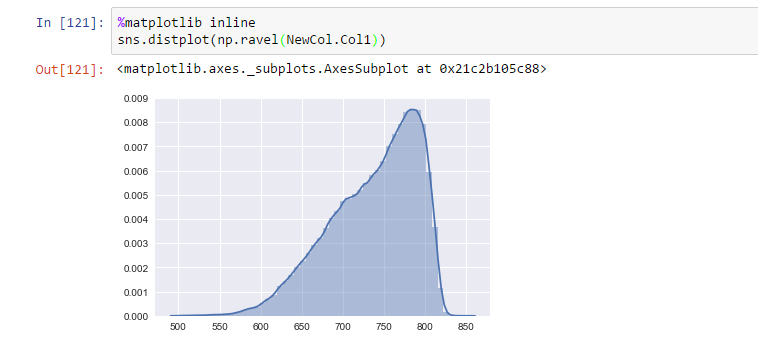 In [121]: %matplotlib inline
sns.distplot(np.ravel(NewCol.Col1))
Out[121]: <matplotlib.axes._subplots.AxesSubplot at 0x21c2b105c88>
0.009
0.008
0.007
0.006
0.005
0.004
0.003
0.002
0.001
0.000
500 550 600 650 700 750 800 850